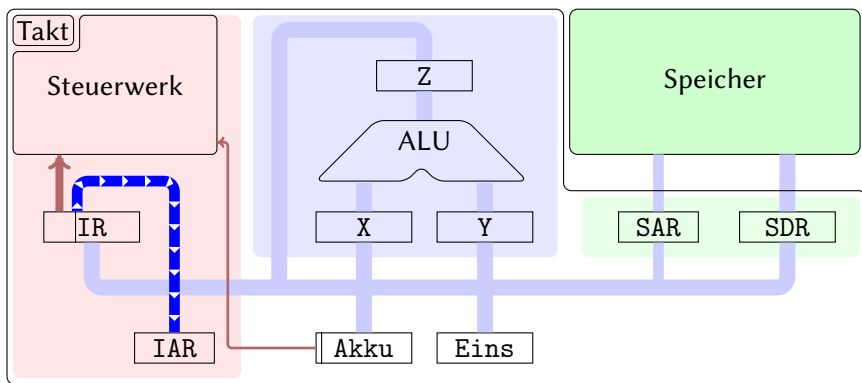 Takt
Steuerwerk
Speicher
Z
ALU
IR
X
Y
SAR
SDR
IAR
Akku
Eins